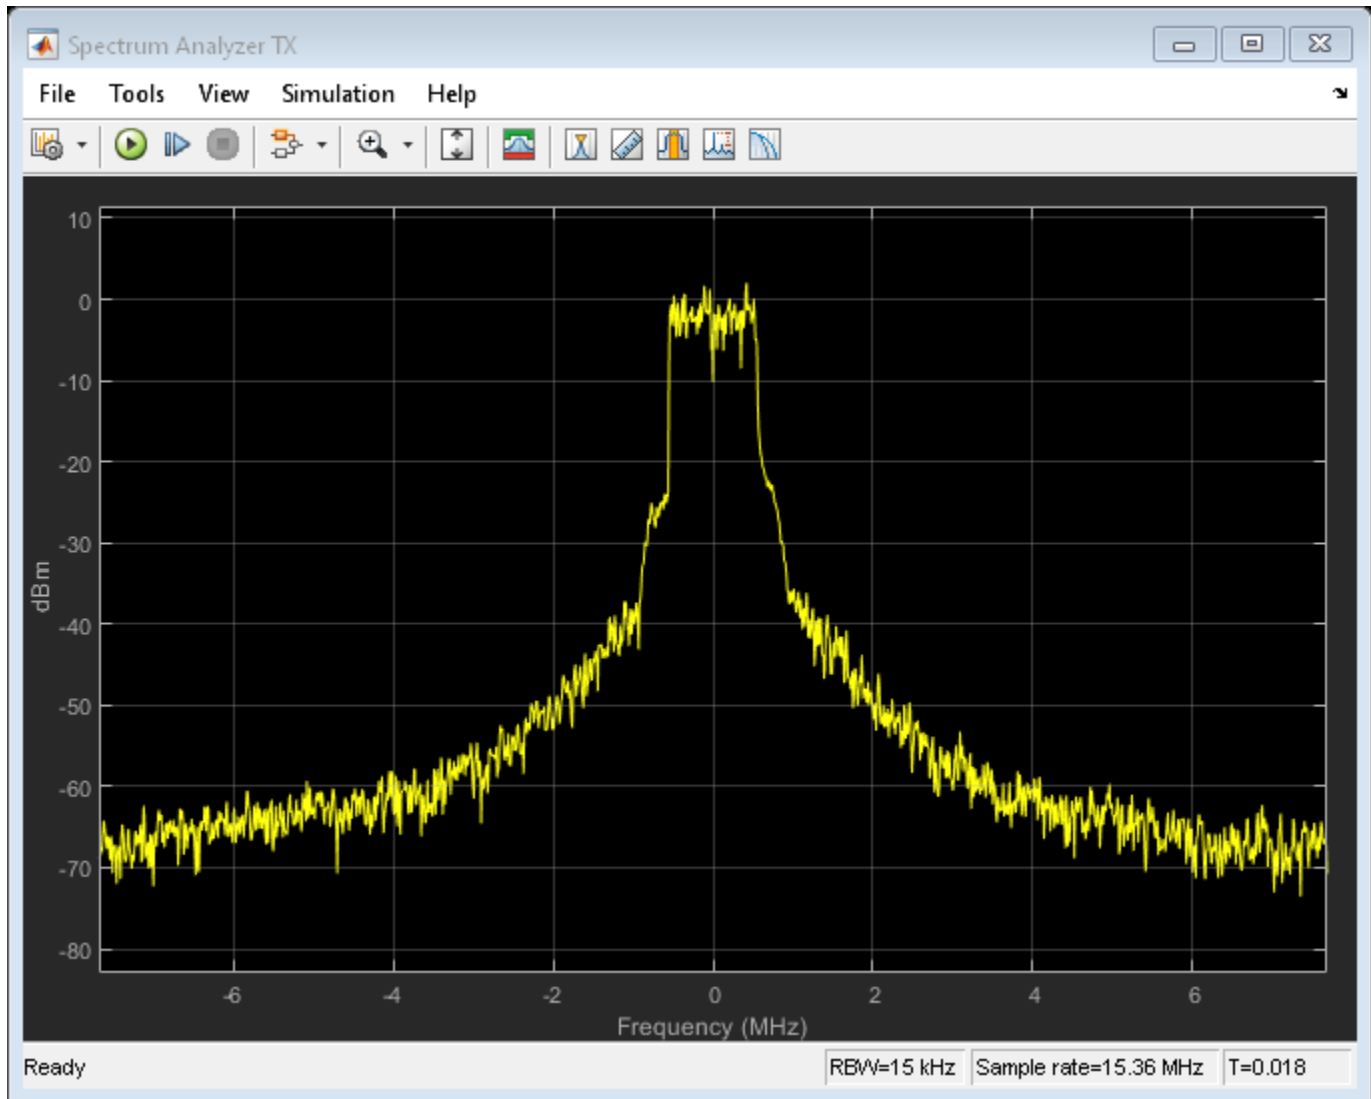 Spectrum Analyzer TX
File Tools View Simulation Help
10
0
-10
-20
-30
-40
-50
-60
-70
-80
dBm
-6 -4 -2 0 2 4 6
Frequency (MHz)
Ready RBW=15 kHz Sample rate=15.36 MHz T=0.018